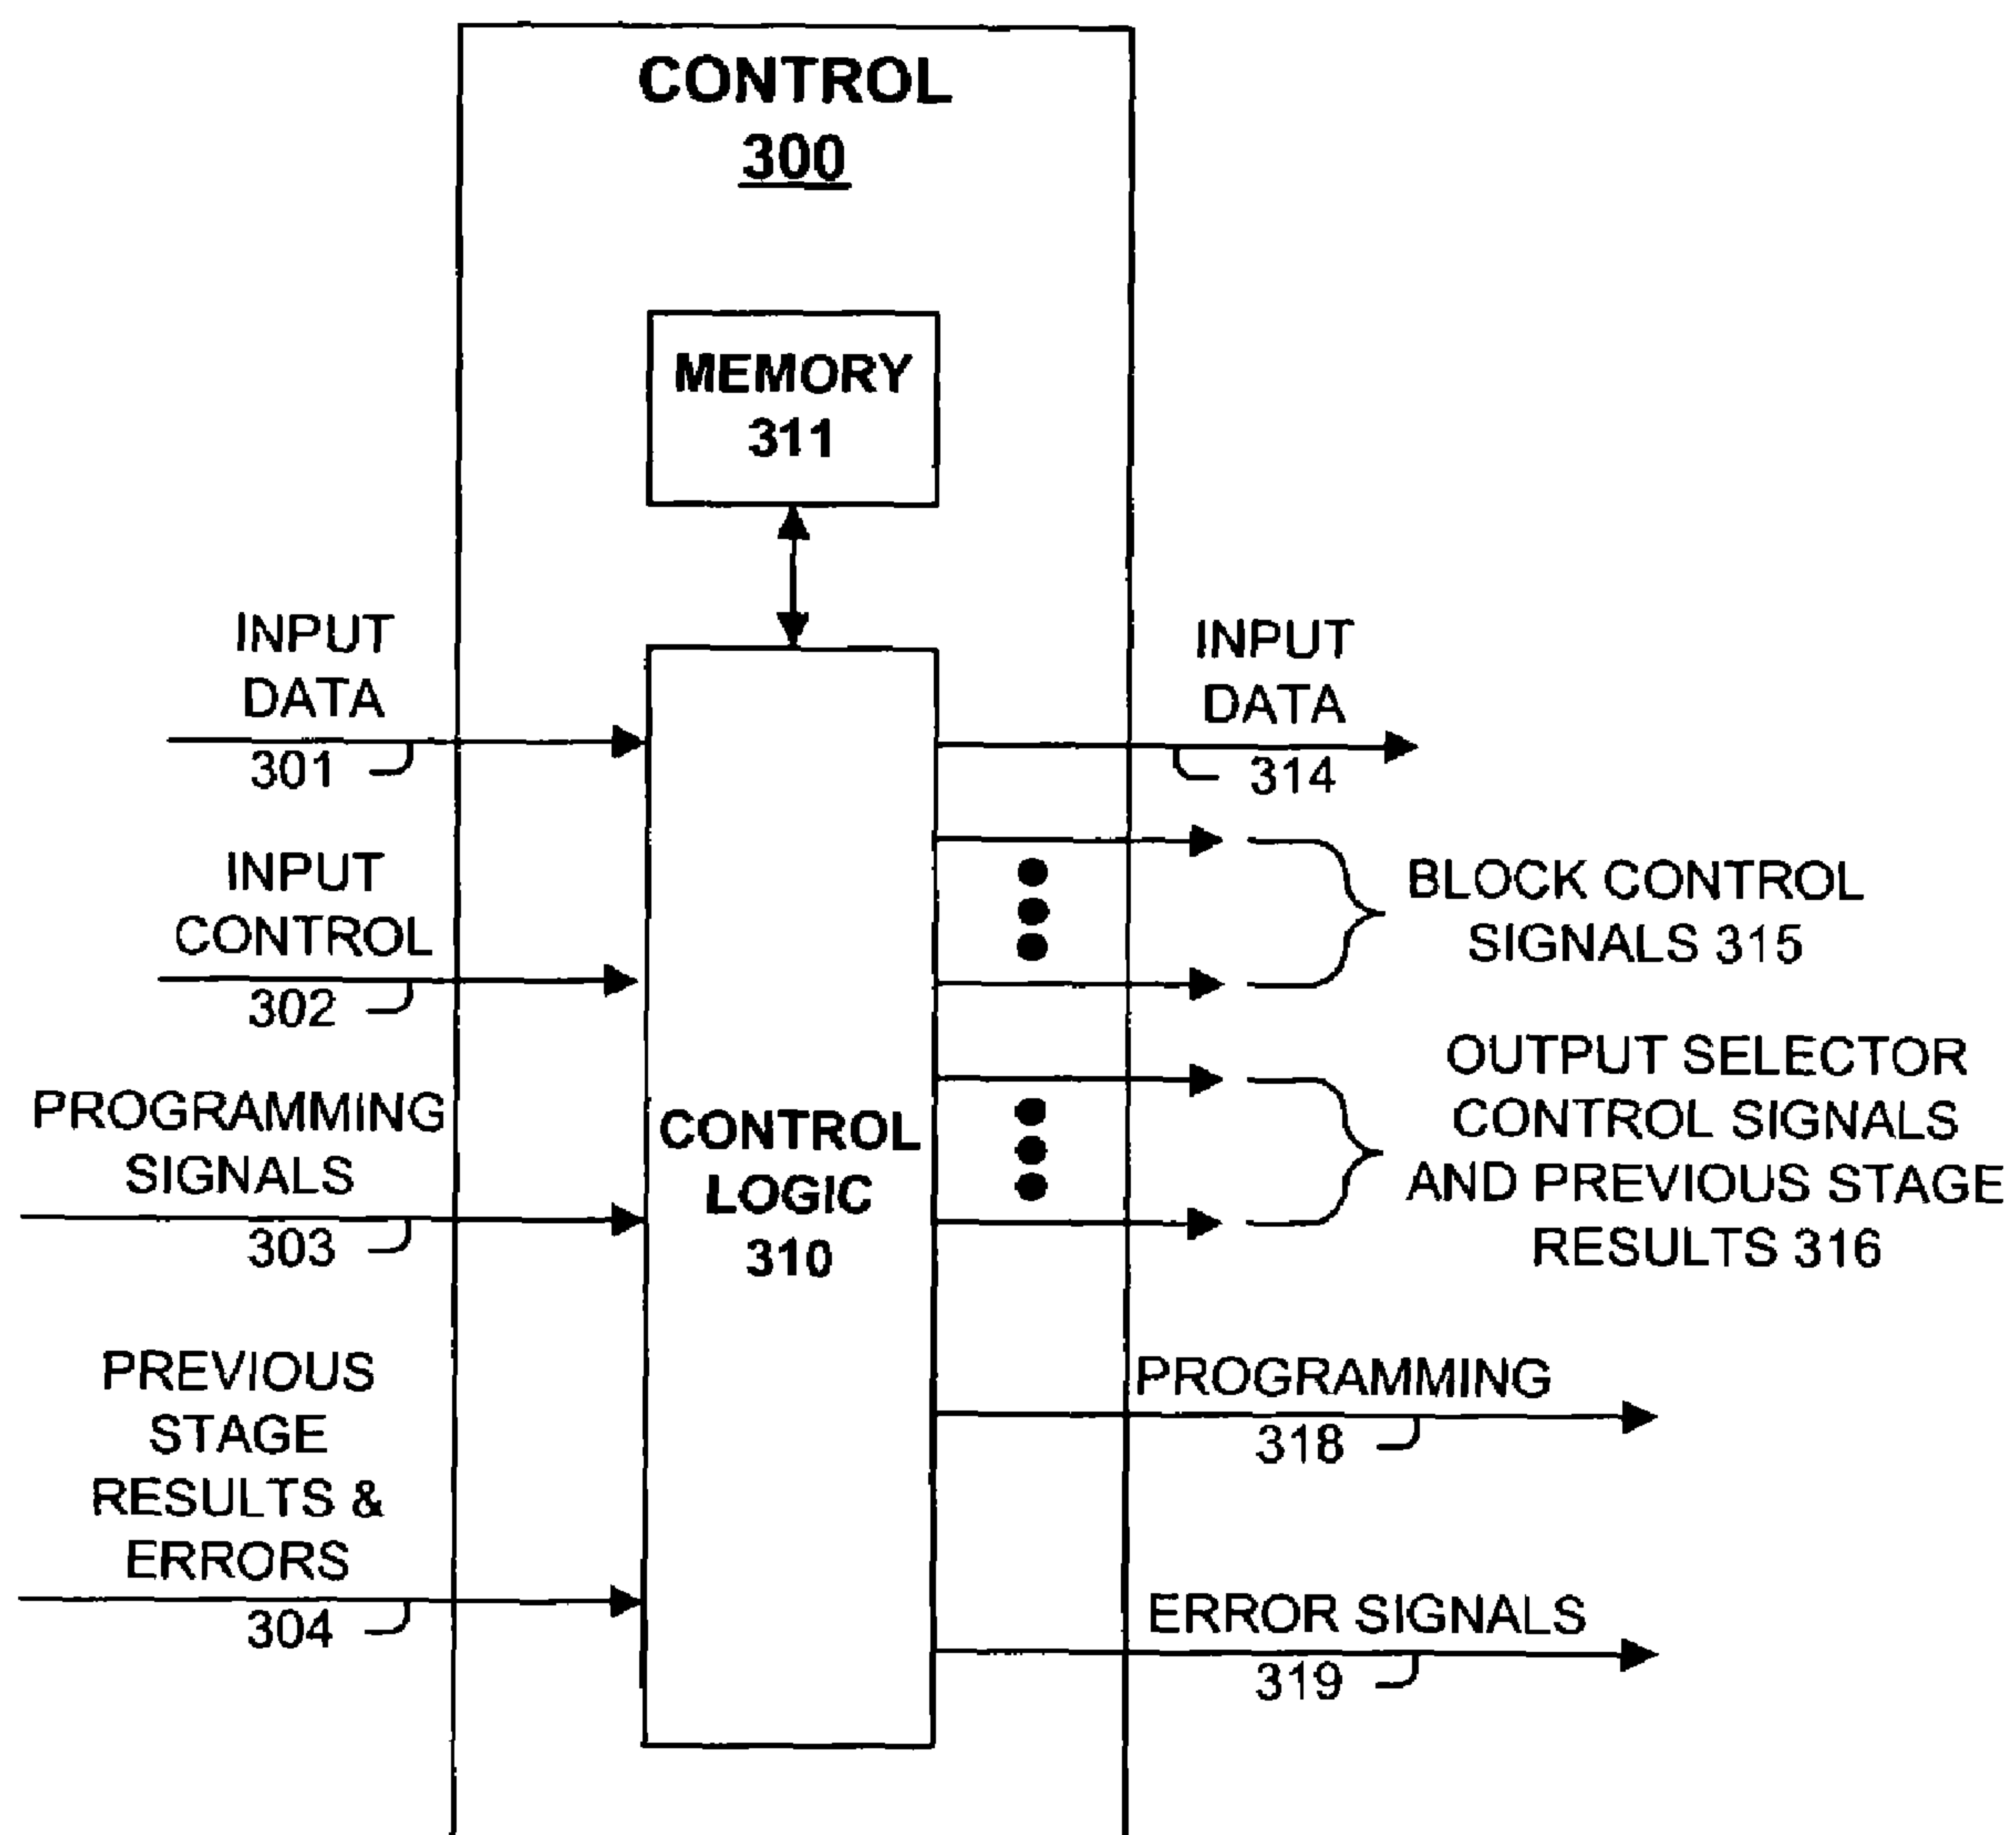 CONTROL
300
MEMORY
311
INPUT
DATA
301
INPUT
CONTROL
302
PROGRAMMING
SIGNALS
303
PREVIOUS
STAGE
RESULTS &
ERRORS
304
CONTROL
LOGIC
310
INPUT
DATA
314
BLOCK CONTROL
SIGNALS 315
OUTPUT SELECTOR
CONTROL SIGNALS
AND PREVIOUS STAGE
RESULTS 316
PROGRAMMING
318
ERROR SIGNALS
319